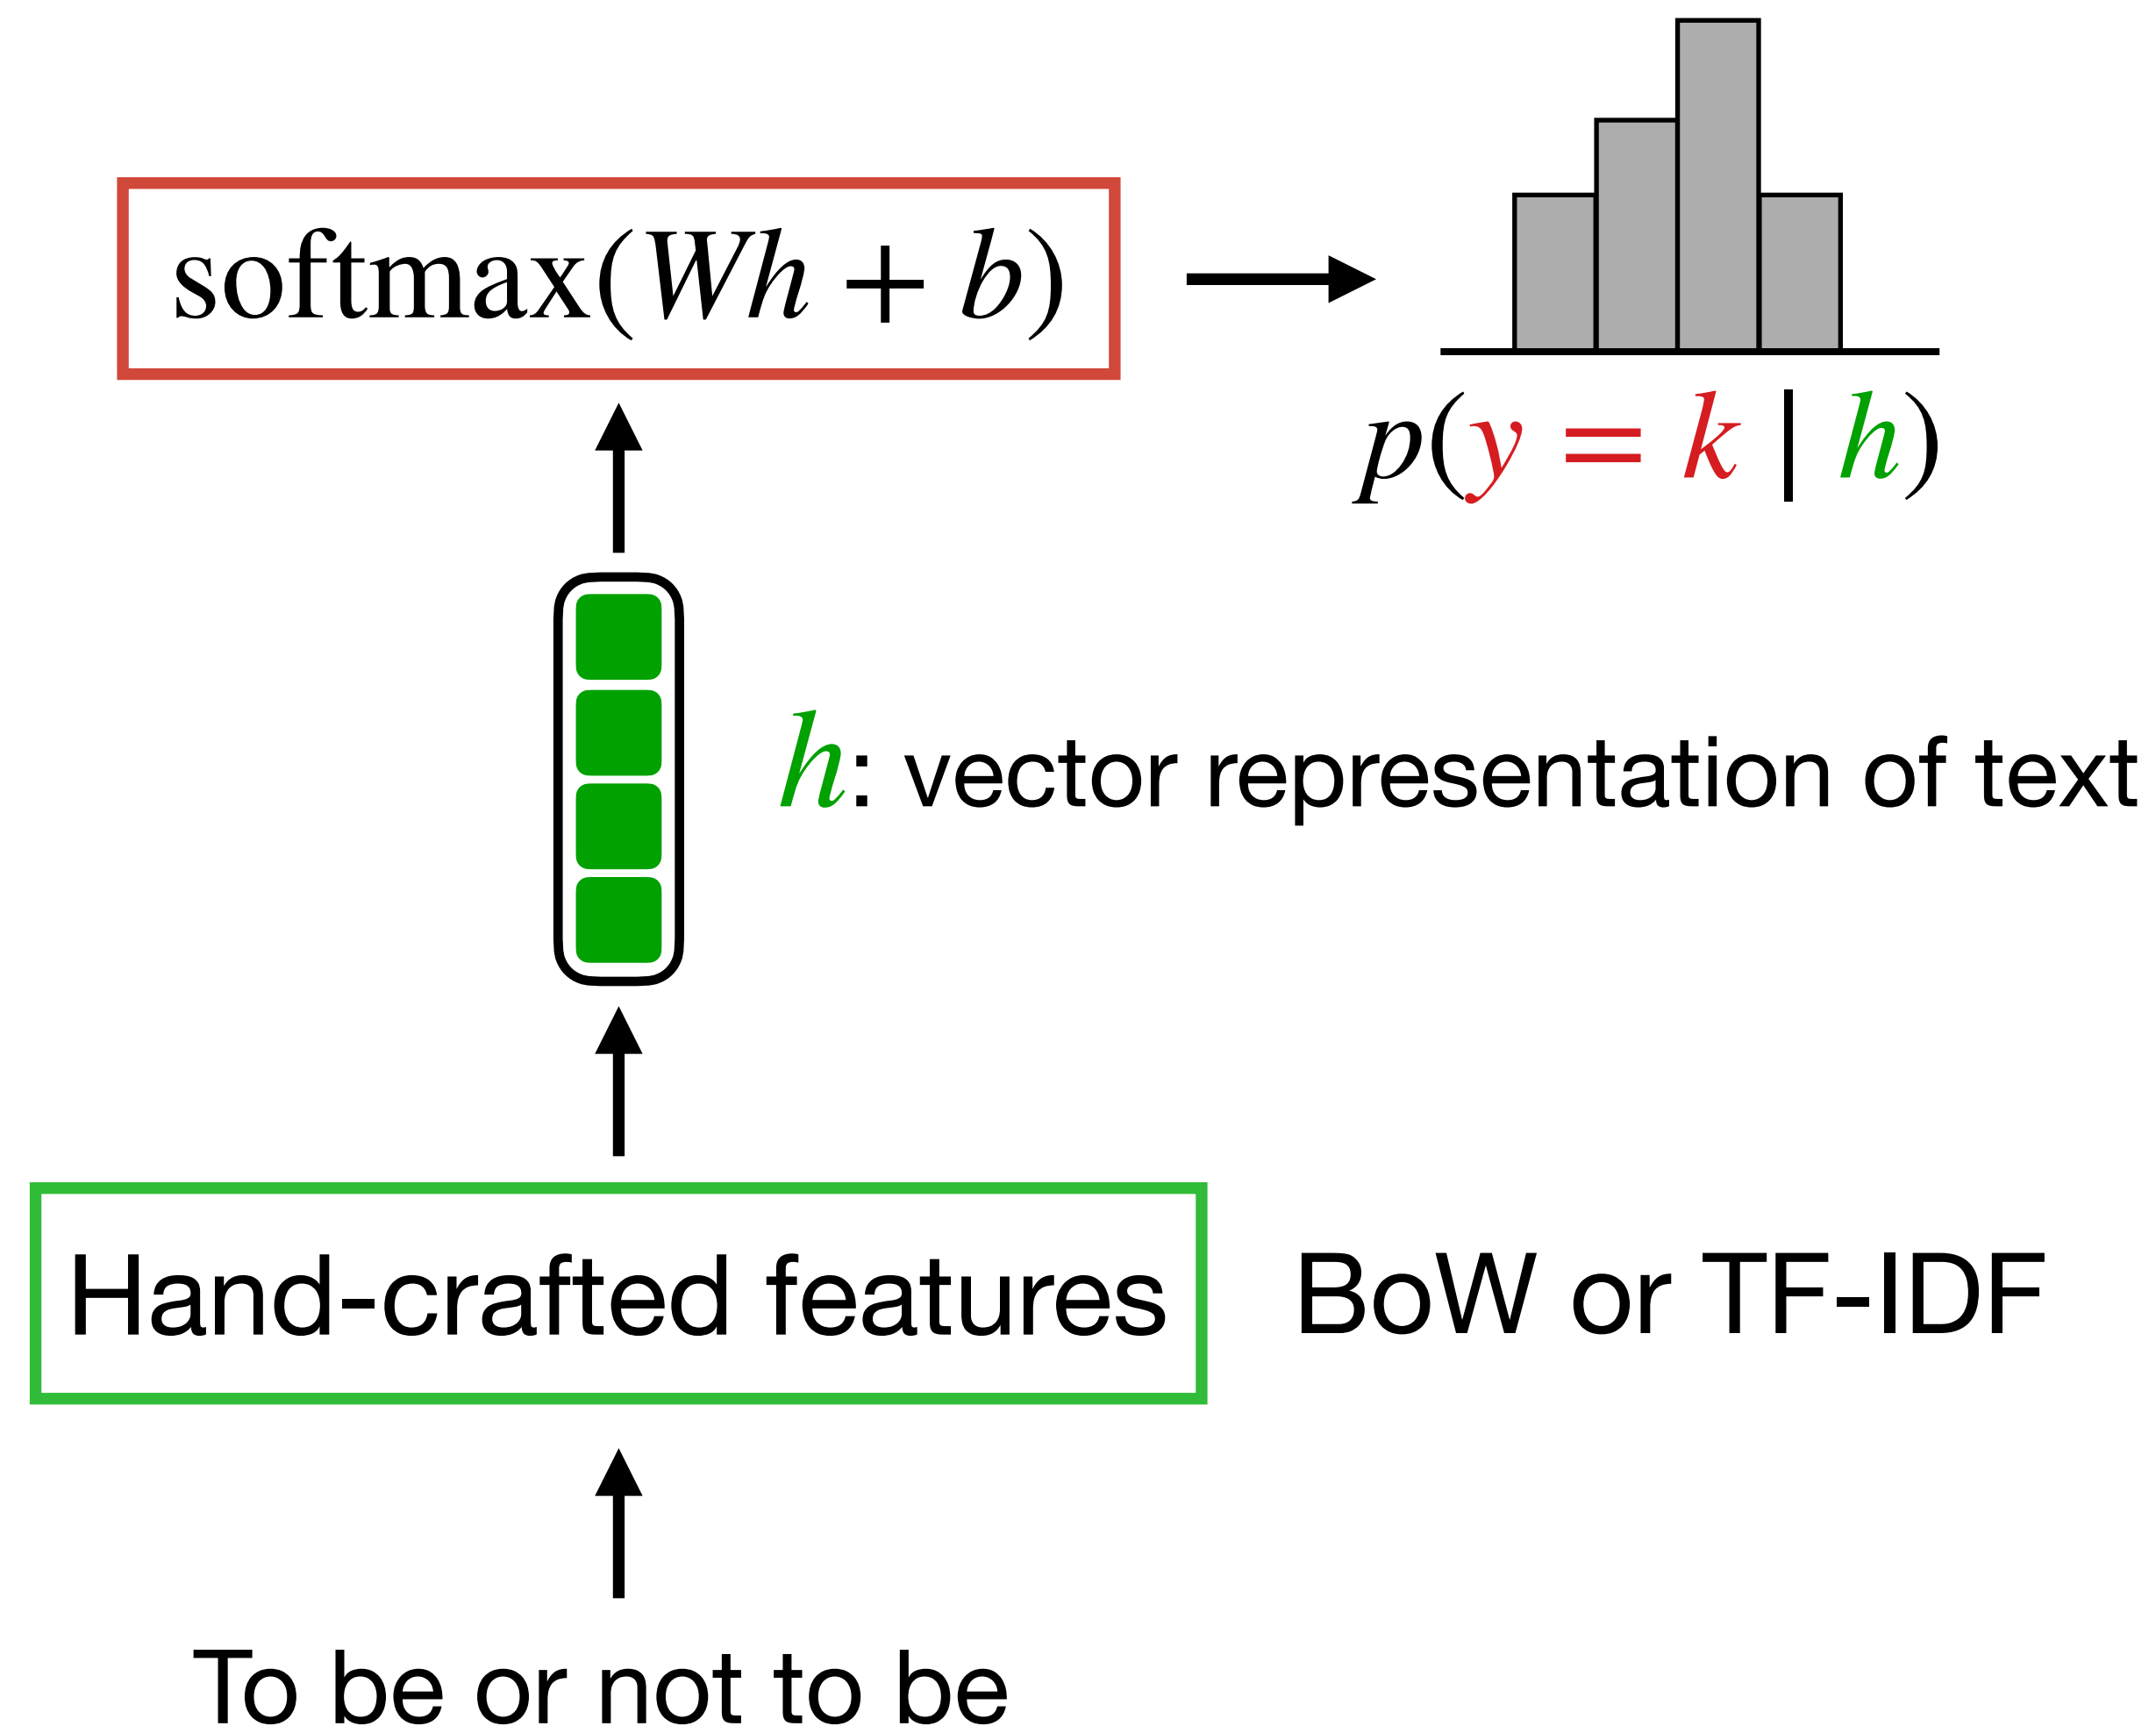 softmax(Wh + b)
p(y = k | h)
h: vector representation of text
Hand-crafted features
BoW or TF-IDF
To be or not to be